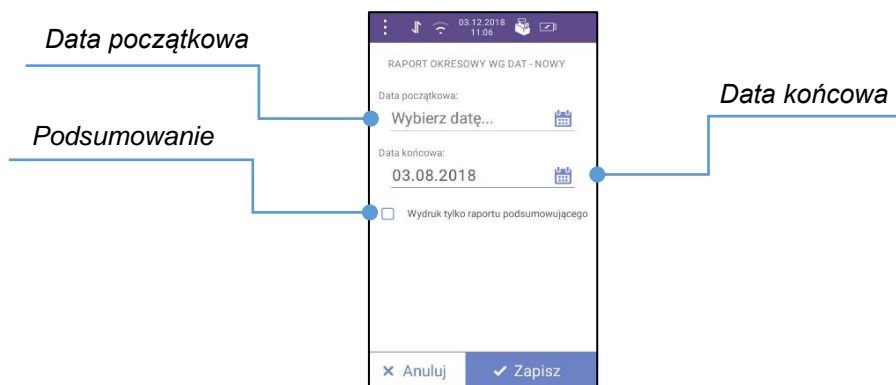 Data początkowa
Podsumowanie
03.12.2018
11.06
RAPORT OKRESOWY WG DAT - NOWY
Data początkowa:
Wybierz datę...
Data końcowa:
03.08.2018
Wydruk tylko raportu podsumowującego
Anuluj
Zapisz
Data końcowa